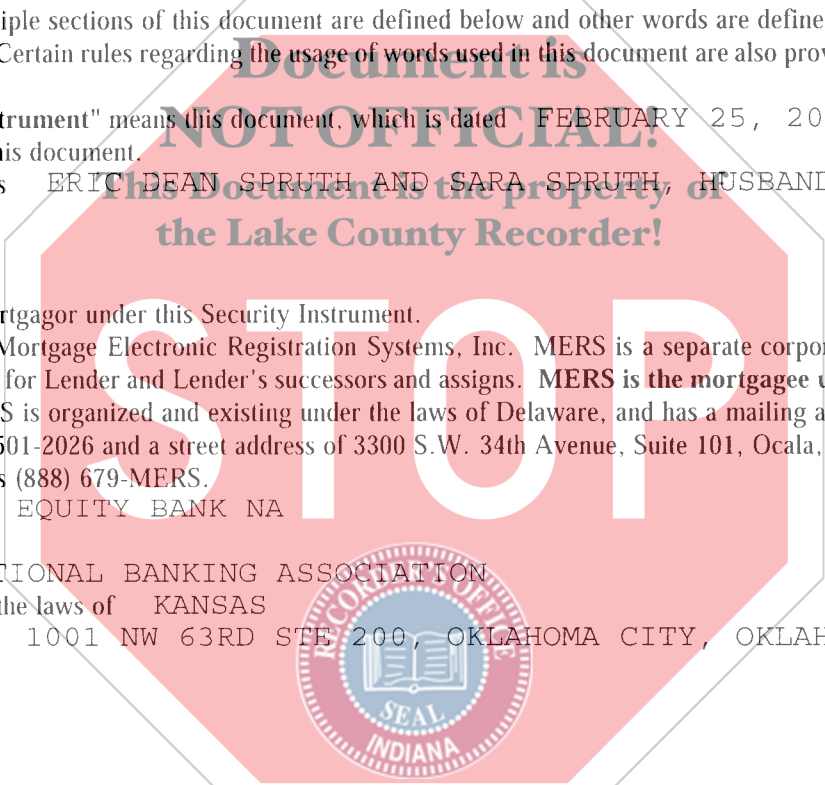 iple sections of this document are defined below and other words are define
Certain rules regarding the usage of words used in this document are also prov
Document is
trument" means this document, which is dated FEBRUARY 25, 20
NOT OFFICIAL!
his document.
s ERIC DEAN SPRUTH AND SARA SPRUTH, HUSBAND
This Document is the property of
the Lake County Recorder!
rtgagor under this Security Instrument.
Mortgage Electronic Registration Systems, Inc. MERS is a separate corpor
for Lender and Lender's successors and assigns. MERS is the mortgagee u
S is organized and existing under the laws of Delaware, and has a mailing a
501-2026 and a street address of 3300 S.W. 34th Avenue, Suite 101, Ocala,
s (888) 679-MERS.
STOP
EQUITY BANK NA
TIONAL BANKING ASSOCIATION
the laws of KANSAS
1001 NW 63RD STE 200, OKLAHOMA CITY, OKLAH
RECORDER'S OFFICE
SEAL
INDIANA